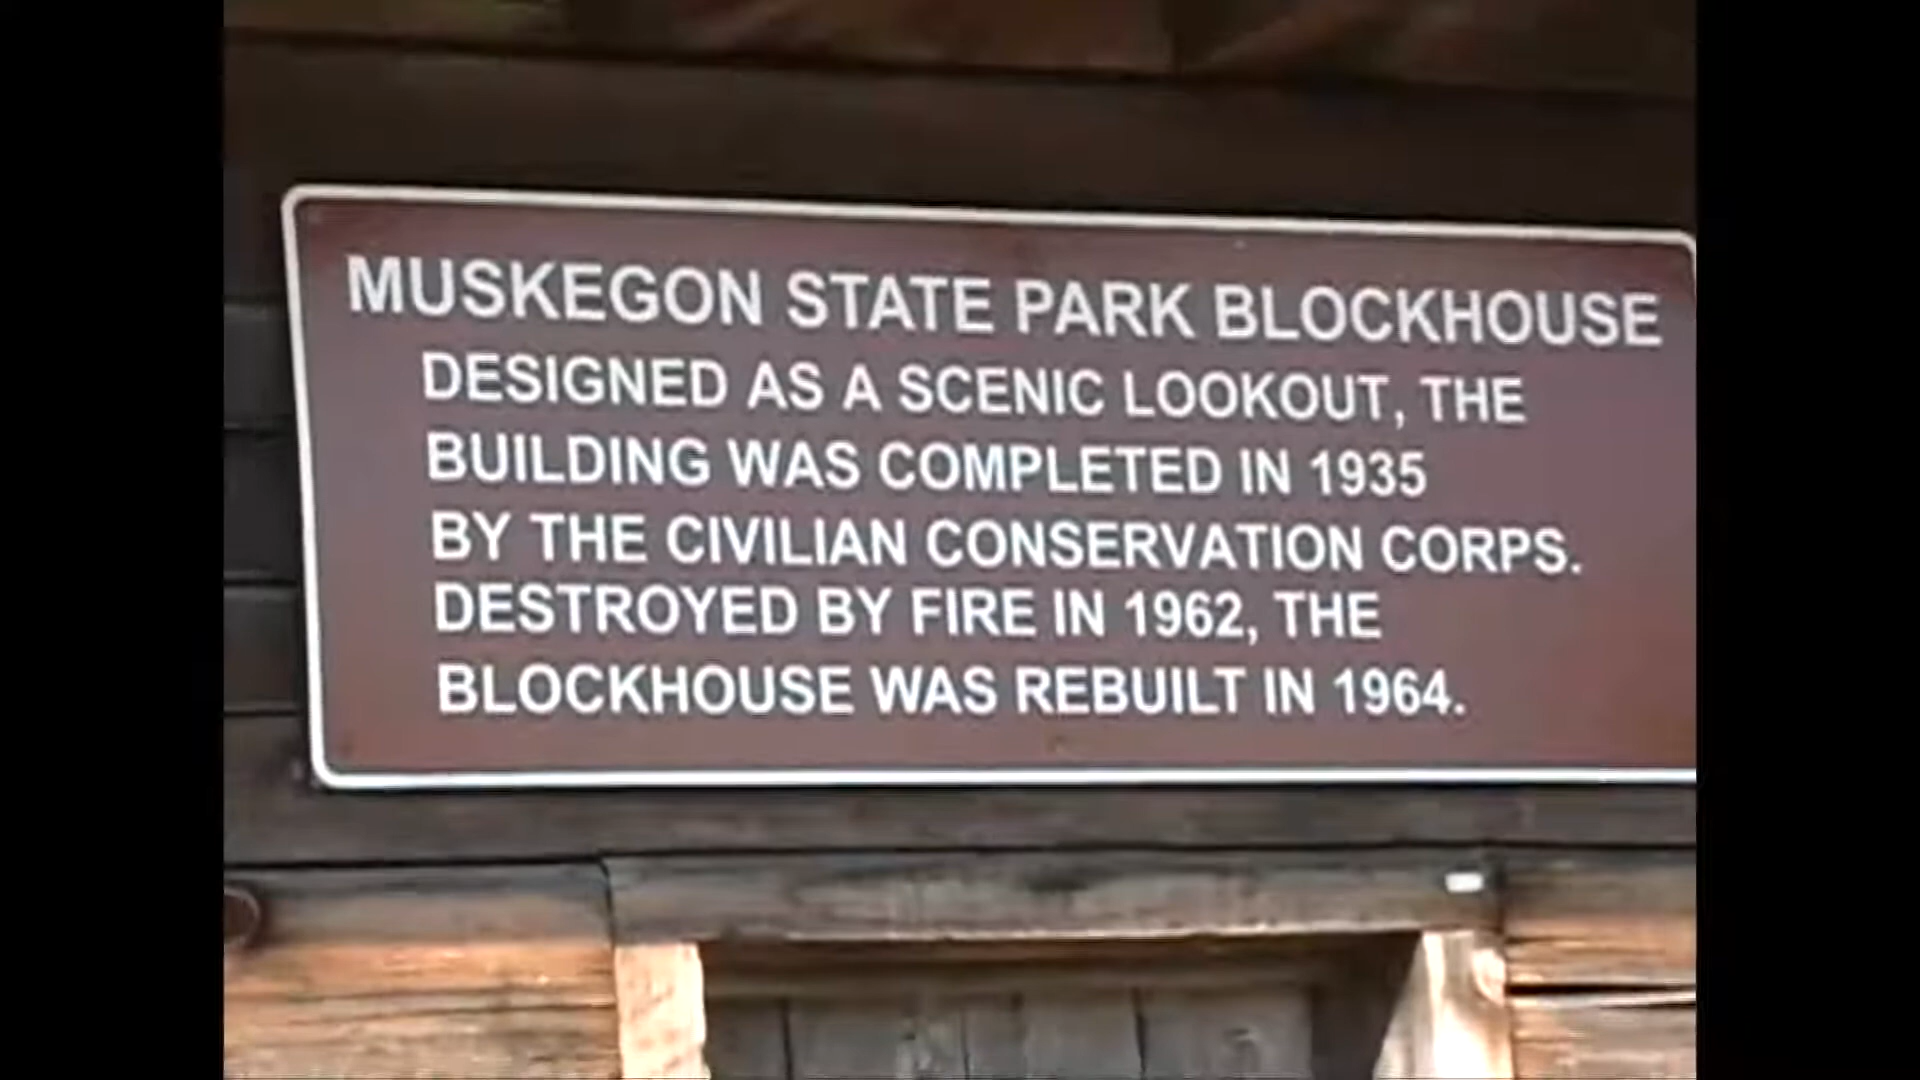 MUSKEGON STATE PARK BLOCKHOUSE
DESIGNED AS A SCENIC LOOKOUT, THE
BUILDING WAS COMPLETED IN 1935
BY THE CIVILIAN CONSERVATION CORPS.
DESTROYED BY FIRE IN 1962, THE
BLOCKHOUSE WAS REBUILT IN 1964.